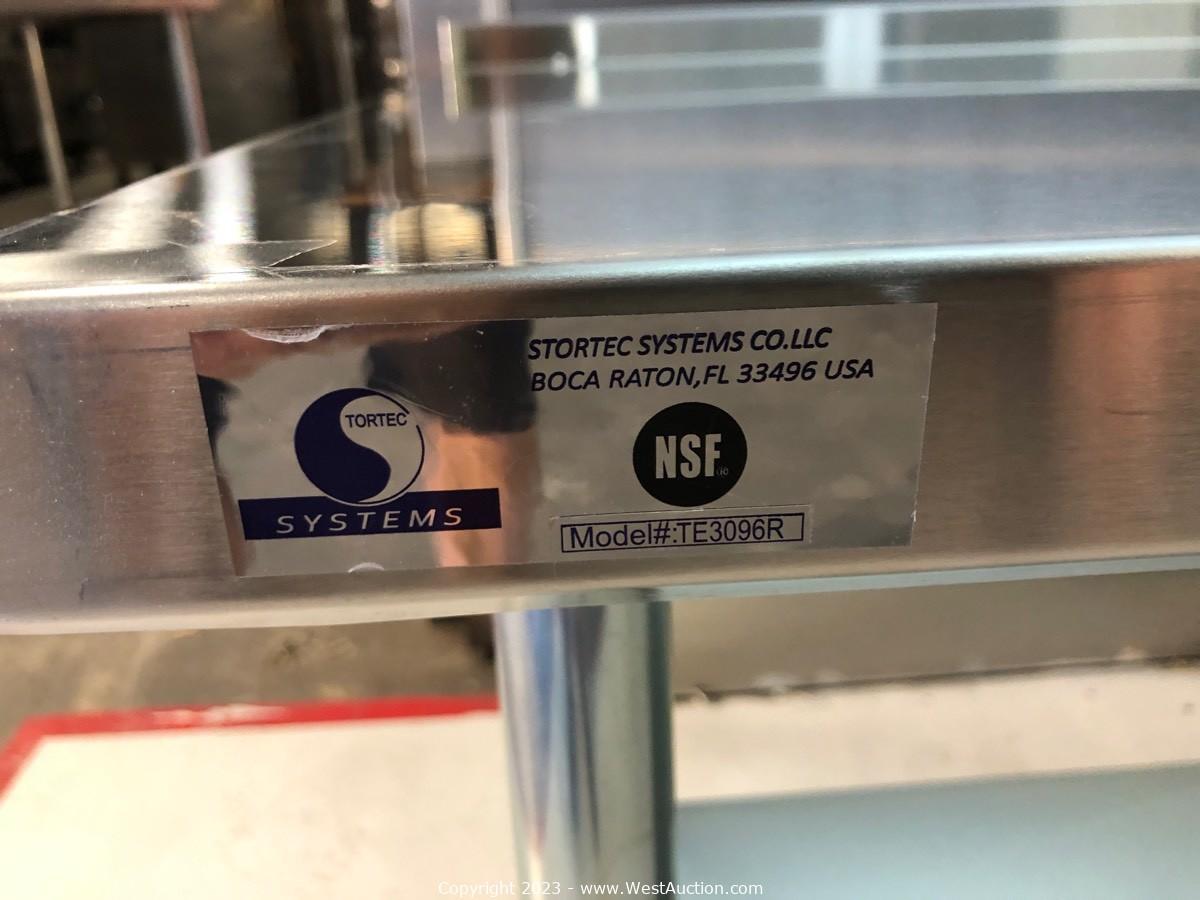 STORTEC SYSTEMS CO.LLC
BOCA RATON,FL 33496 USA
TORTEC
SYSTEMS
NSF®
Model#:TE3096R
Copyright 2023 - www.WestAuction.com